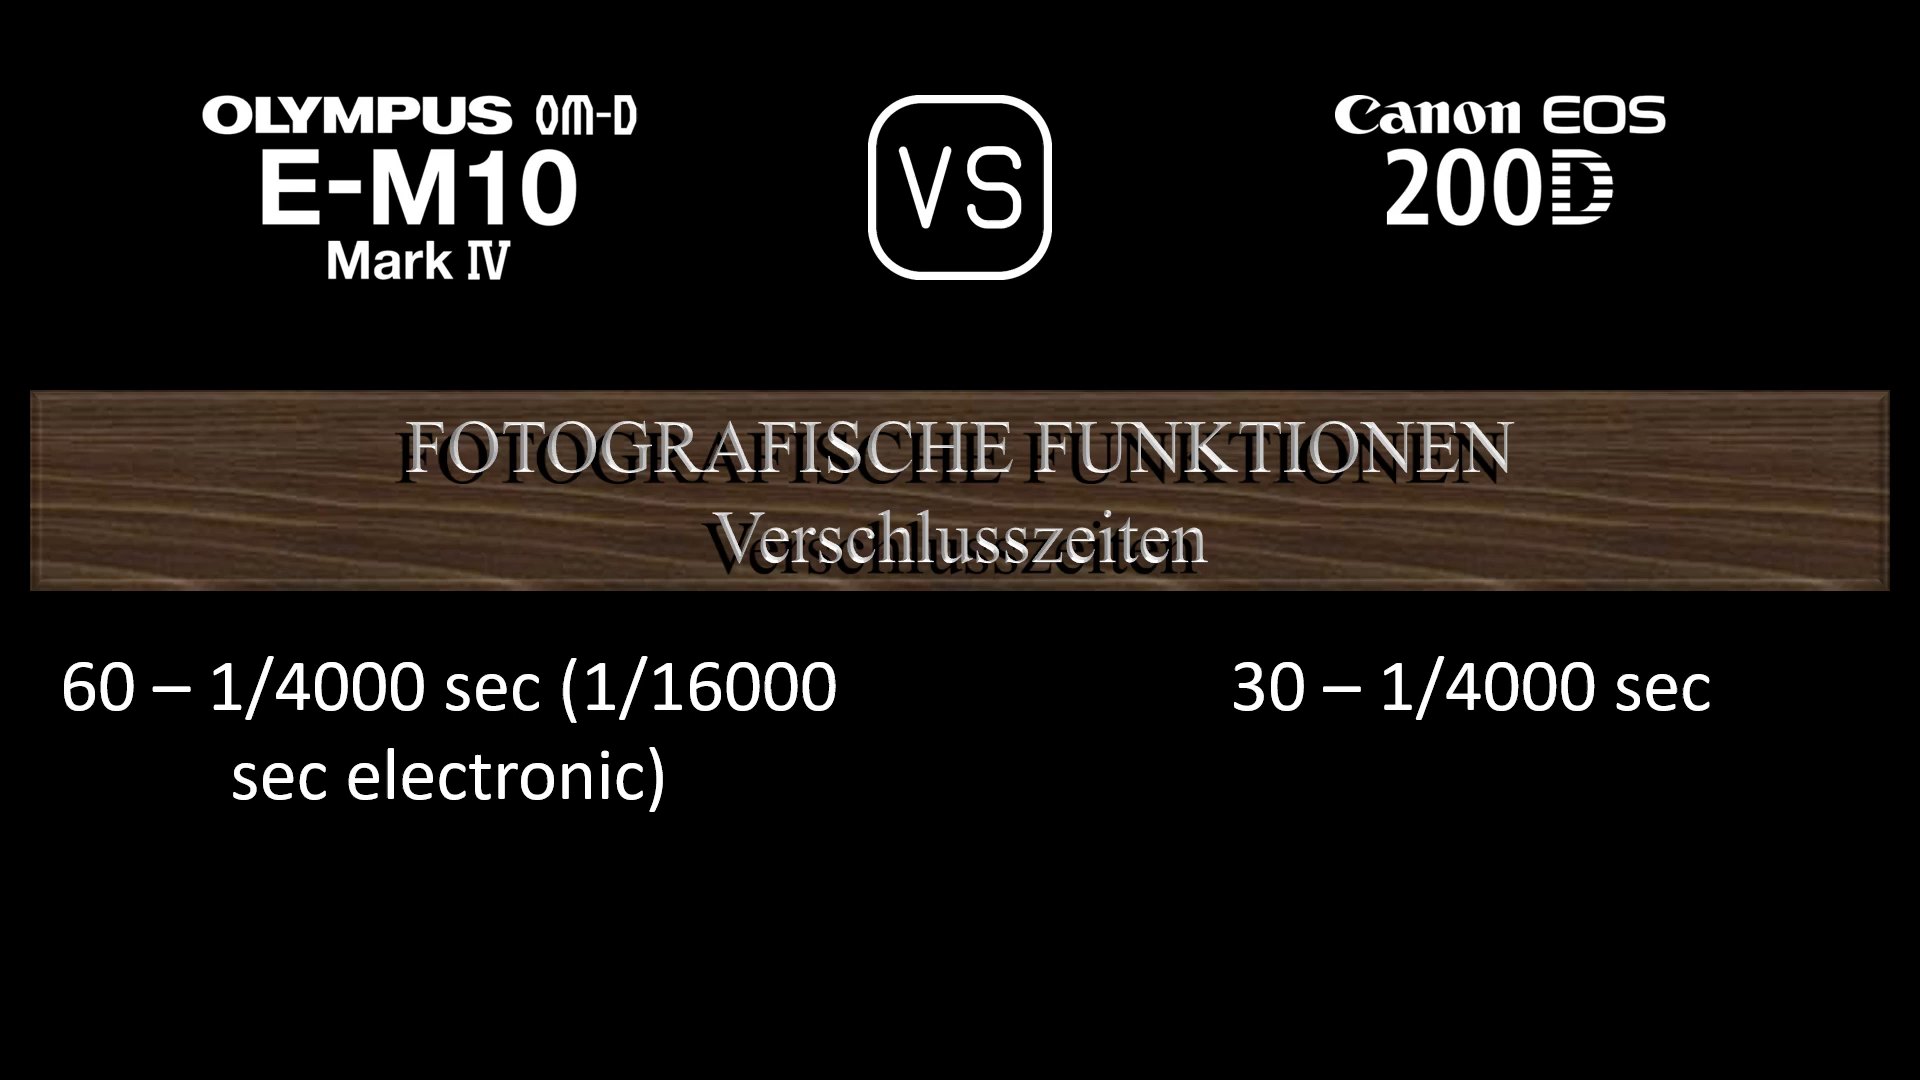 OLYMPUS OM-D
E-M10
Mark IV
VS
Canon EOS
200D
FOTOGRAFISCHE FUNKTIONEN
Verschlusszeiten
60 – 1/4000 sec (1/16000
sec electronic)
30 – 1/4000 sec